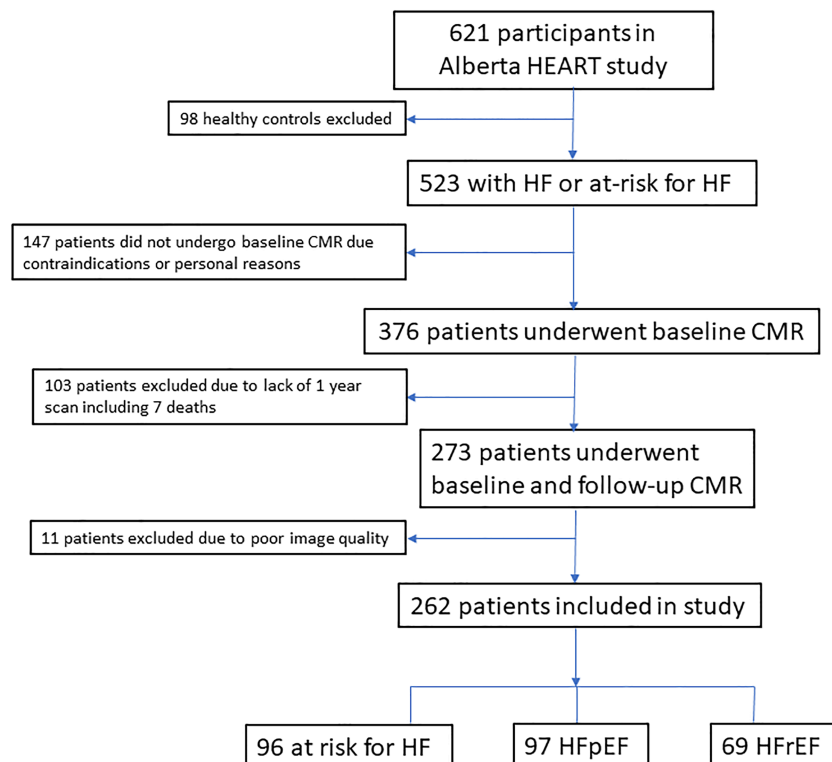 621 participants in
Alberta HEART study
98 healthy controls excluded
523 with HF or at-risk for HF
147 patients did not undergo baseline CMR due
contraindications or personal reasons
376 patients underwent baseline CMR
103 patients excluded due to lack of 1 year
scan including 7 deaths
273 patients underwent
baseline and follow-up CMR
11 patients excluded due to poor image quality
262 patients included in study
96 at risk for HF
97 HFpEF
69 HFrEF